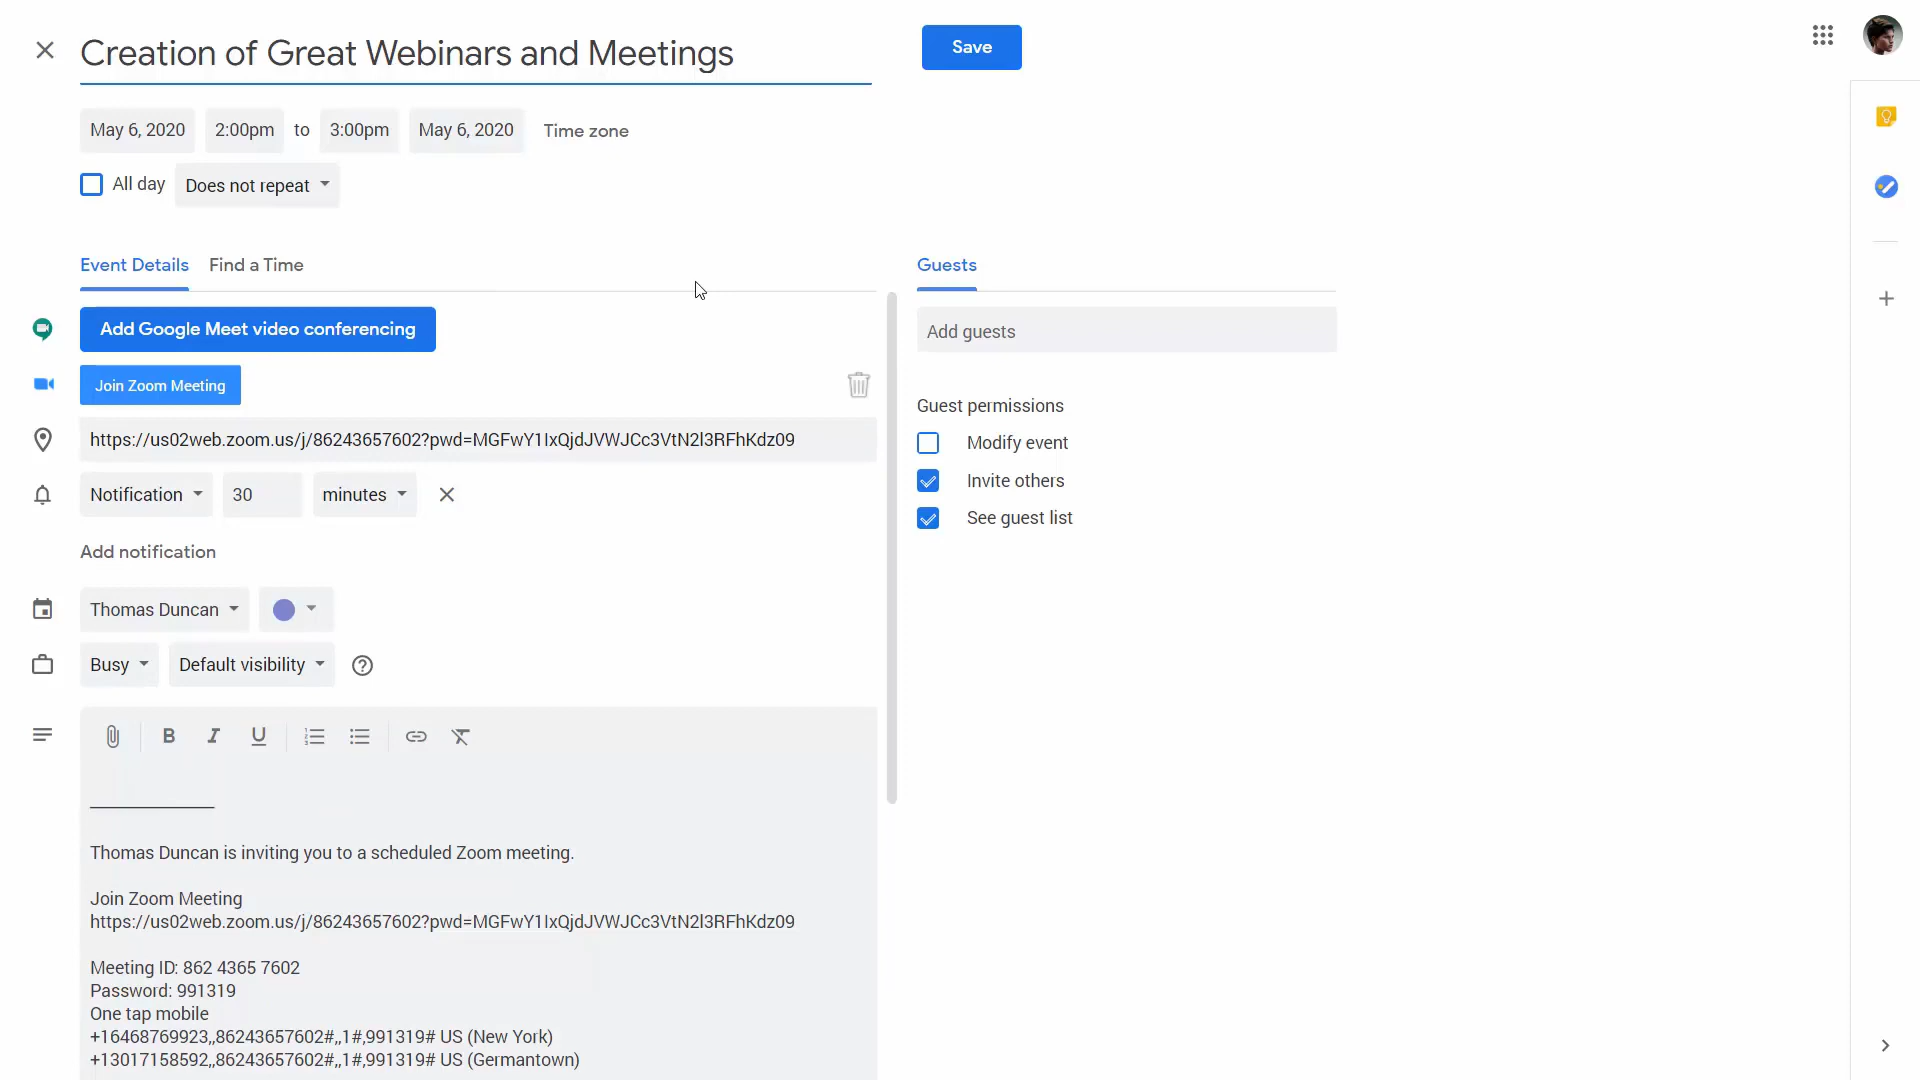 Creation of Great Webinars and Meetings
Save
May 6, 2020 2:00pm to 3:00pm May 6, 2020 Time zone
All day Does not repeat
Event Details Find a Time
Guests
Add Google Meet video conferencing
Add guests
Join Zoom Meeting
Guest permissions
https://us02web.zoom.us/j/86243657602?pwd=MGFwY1IxQjdJVWJCc3VtN2l3RFhKdz09
Modify event
Notification 30 minutes
Invite others
See guest list
Add notification
Thomas Duncan
Busy Default visibility
B I U
Thomas Duncan is inviting you to a scheduled Zoom meeting.
Join Zoom Meeting
https://us02web.zoom.us/j/86243657602?pwd=MGFwY1IxQjdJVWJCc3VtN2l3RFhKdz09
Meeting ID: 862 4365 7602
Password: 991319
One tap mobile
+16468769923,,86243657602#,,1#,991319# US (New York)
+13017158592,,86243657602#,,1#,991319# US (Germantown)